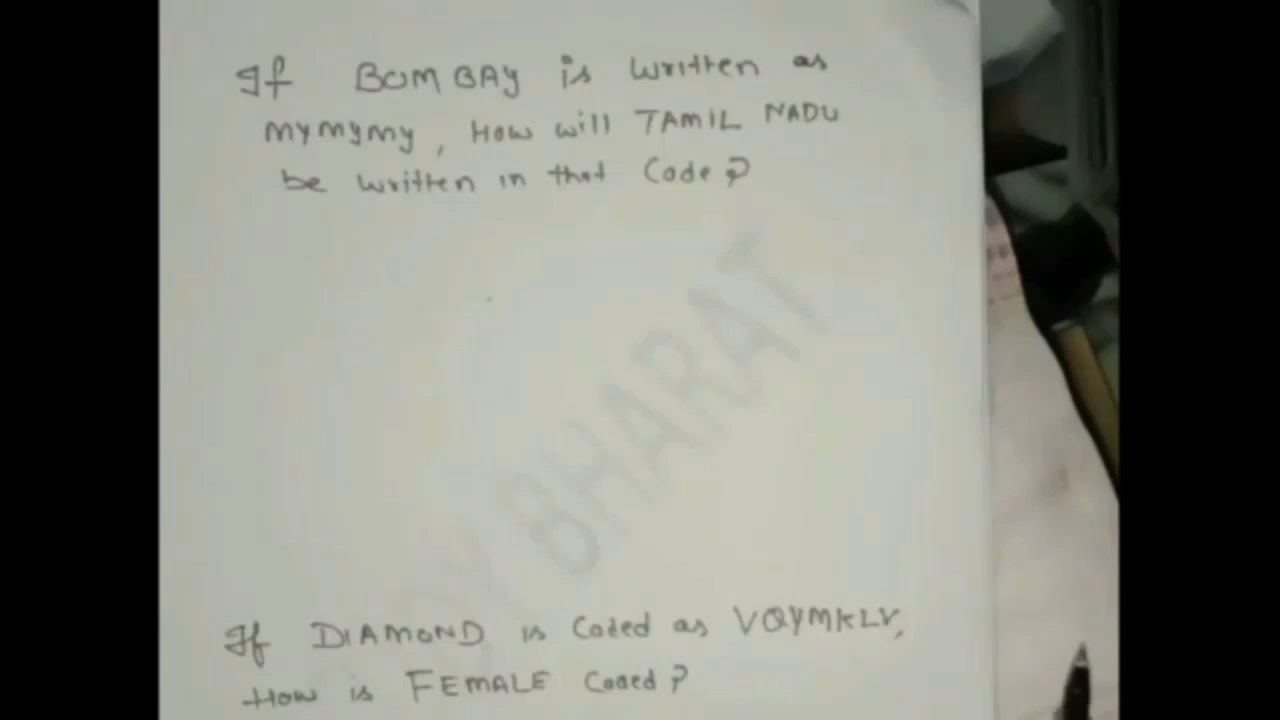 If BOMBAY is written as
MYMYMY, How will TAMIL NADU
be written in that Code?
BHARAT
If DIAMOND is Coded as VQYMKLV,
How is FEMALE Coded?